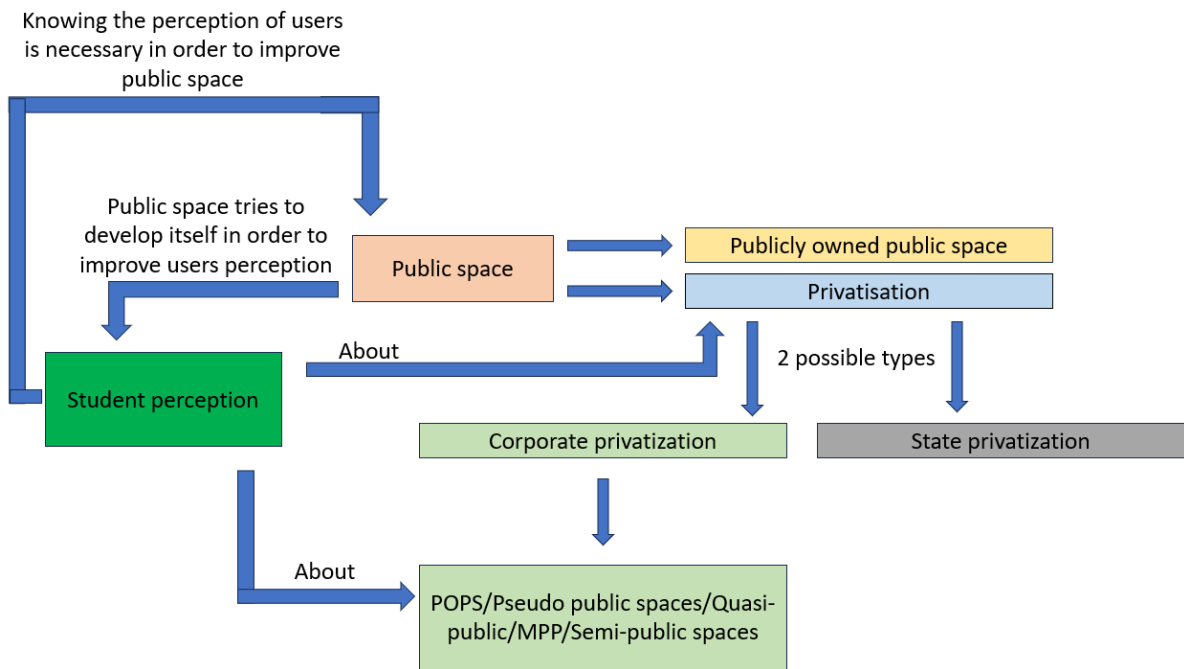 Knowing the perception of users
is necessary in order to improve
public space
Public space tries to
develop itself in order to
improve users perception
Public space
Publicly owned public space
Privatisation
About
2 possible types
Student perception
Corporate privatization
State privatization
About
POPS/Pseudo public spaces/Quasi-
public/MPP/Semi-public spaces